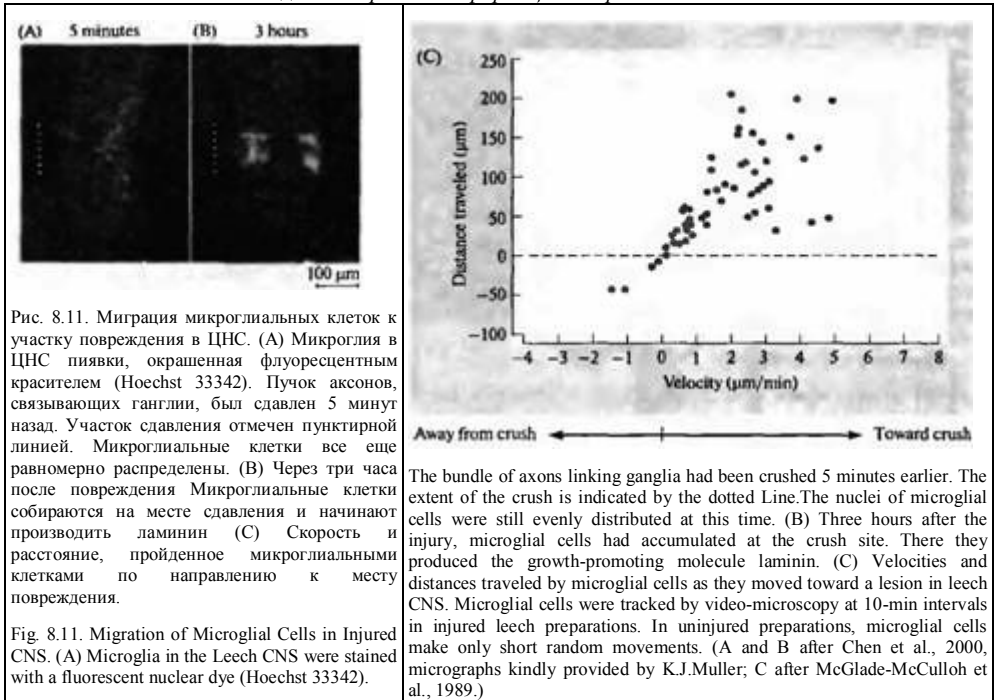 (A) 5 minutes (B) 3 hours
100 µm
Рис. 8.11. Миграция микроглиальных клеток к
участку повреждения в ЦНС. (A) Микроглия в
ЦНС пиявки, окрашенная флуоресцентным
красителем (Hoechst 33342). Пучок аксонов,
связывающих ганглии, был сдавлен 5 минут
назад. Участок сдавления отмечен пунктирной
линией. Микроглиальные клетки все еще
равномерно распределены. (B) Через три часа
после повреждения Микроглиальные клетки
собираются на месте сдавления и начинают
производить ламинин (C) Скорость и
расстояние, пройденное микроглиальными
клетками по направлению к месту
повреждения.
Fig. 8.11. Migration of Microglial Cells in Injured
CNS. (A) Microglia in the Leech CNS were stained
with a fluorescent nuclear dye (Hoechst 33342).
(C)
Distance traveled (µm)
250
200
150
100
50
0
−50
−100
−4 −3 −2 −1 0 1 2 3 4 5 6 7 8
Velocity (µm/min)
Away from crush Toward crush
The bundle of axons linking ganglia had been crushed 5 minutes earlier. The
extent of the crush is indicated by the dotted Line.The nuclei of microglial
cells were still evenly distributed at this time. (B) Three hours after the
injury, microglial cells had accumulated at the crush site. There they
produced the growth-promoting molecule laminin. (C) Velocities and
distances traveled by microglial cells as they moved toward a lesion in leech
CNS. Microglial cells were tracked by video-microscopy at 10-min intervals
in injured leech preparations. In uninjured preparations, microglial cells
make only short random movements. (A and B after Chen et al., 2000,
micrographs kindly provided by K.J.Muller; C after McGlade-McCulloh et
al., 1989.)